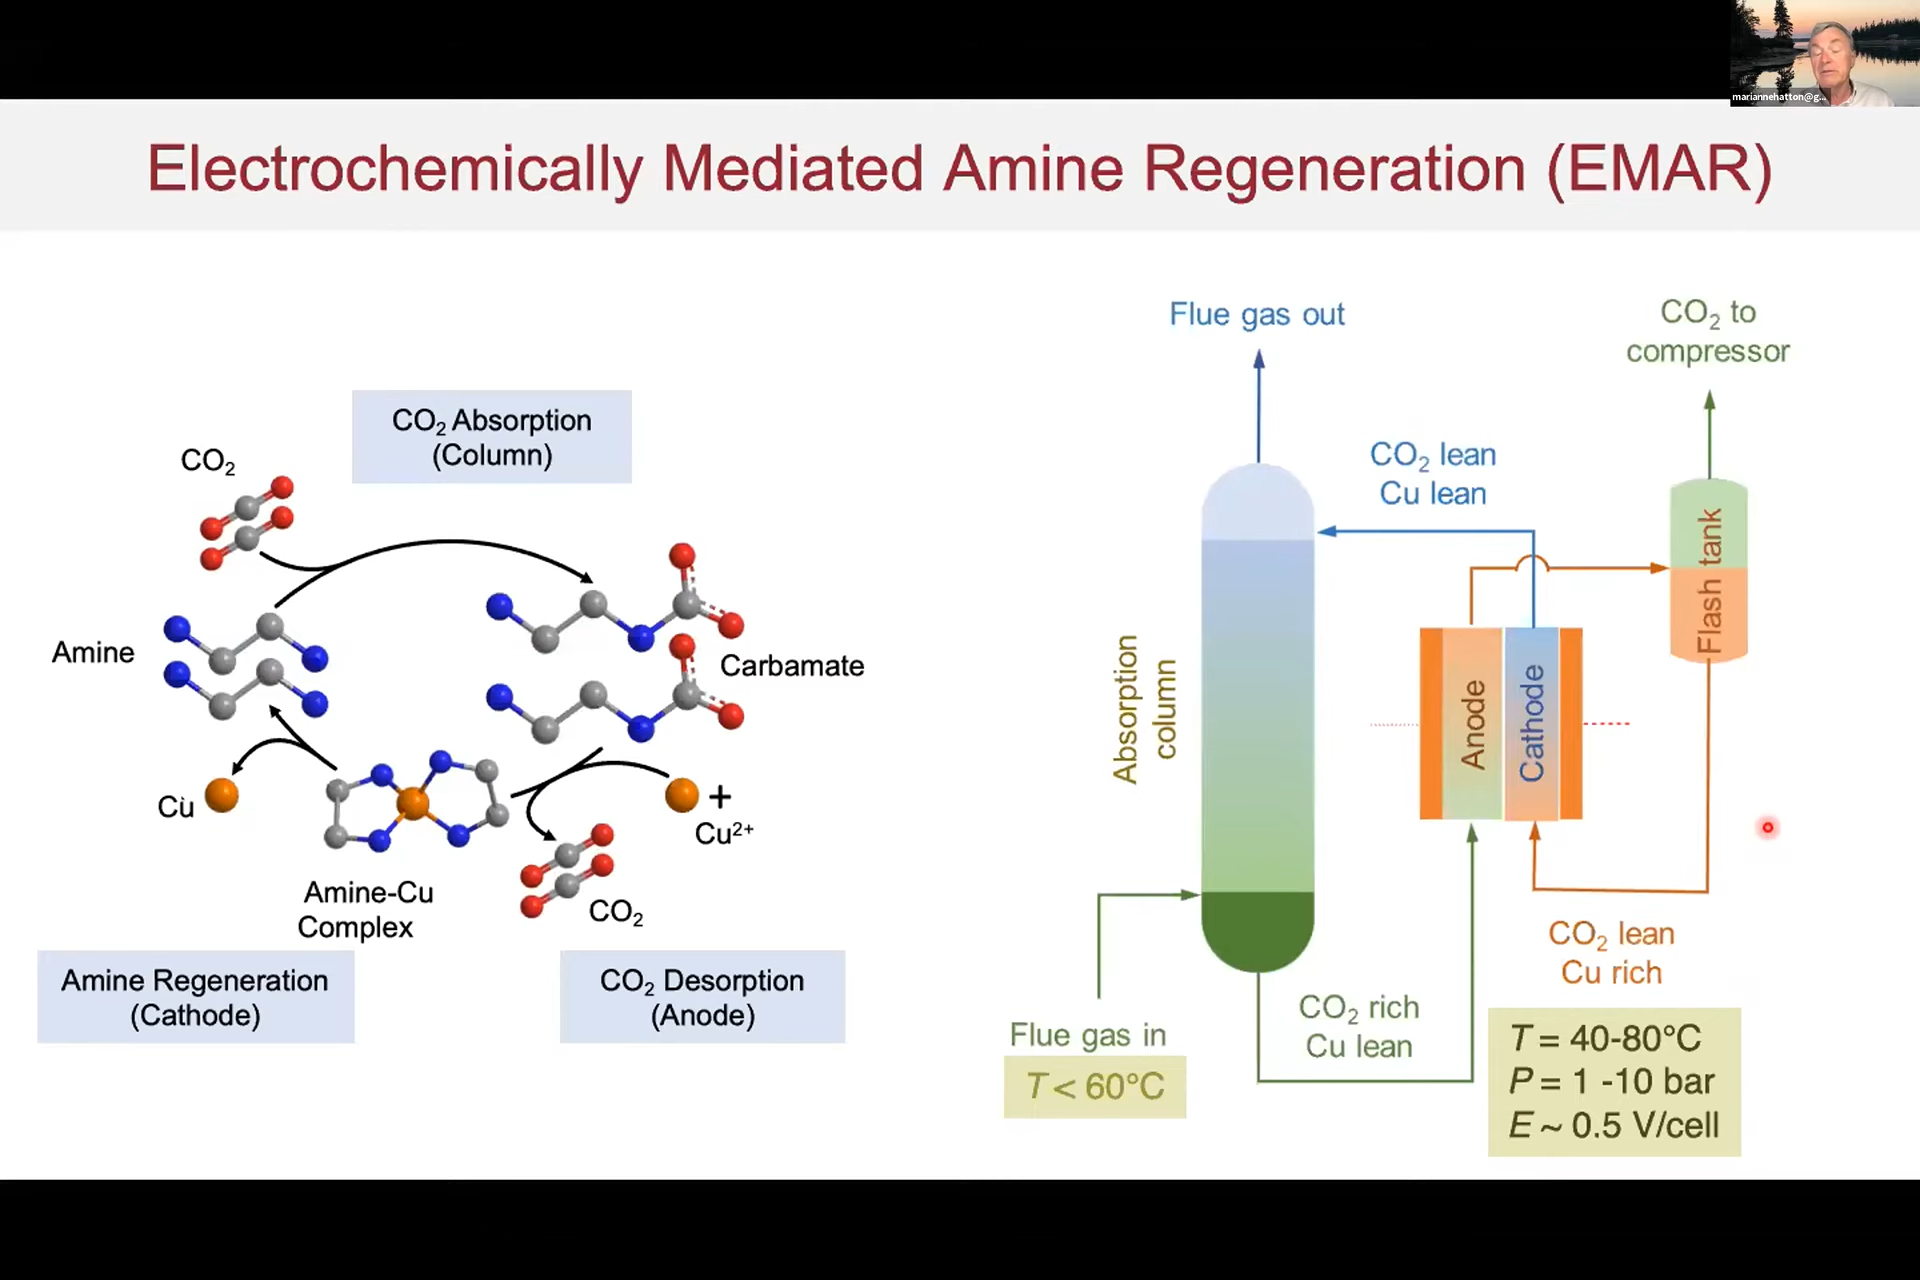 mariannehatton@g...
Electrochemically Mediated Amine Regeneration (EMAR)
CO₂ Absorption
(Column)
CO₂
Amine
Carbamate
Cu
Cu²⁺
+
Amine-Cu
Complex
CO₂
Amine Regeneration
(Cathode)
CO₂ Desorption
(Anode)
Flue gas out
CO₂ to
compressor
CO₂ lean
Cu lean
Flash tank
Absorption
column
Anode
Cathode
CO₂ lean
Cu rich
CO₂ rich
Cu lean
Flue gas in
T < 60°C
T = 40-80°C
P = 1 -10 bar
E ~ 0.5 V/cell